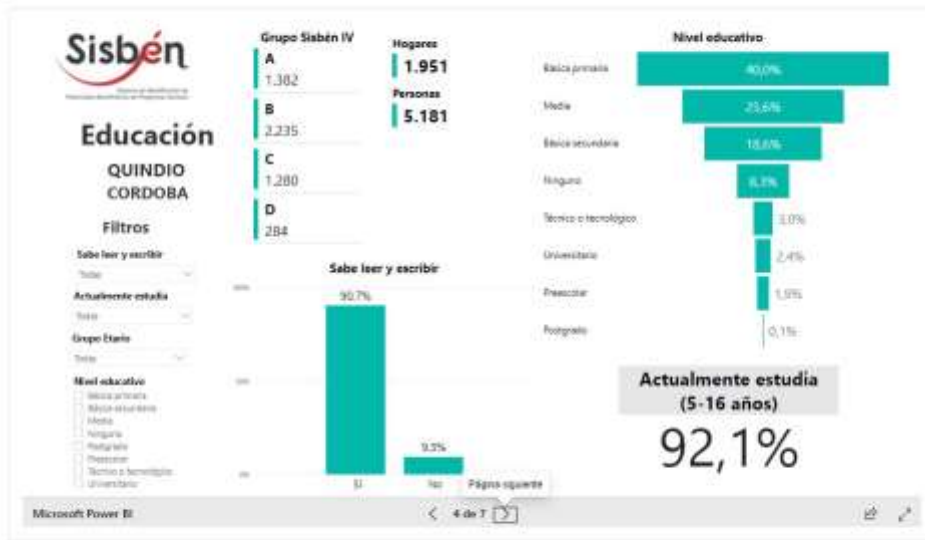 Sisbén
Educación
QUINDIO
CORDOBA
Filtros
Sabe leer y escribir
Todas
Actualmente estudia
Todas
Grupo Etario
Todas
Nivel educativo
Básica primaria
Básica secundaria
Media
Ninguno
Postgrado
Preescolar
Técnico o tecnológico
Universitario
Grupo Sisbén IV
A
1.382
B
2.235
C
1.280
D
284
Hogares
1.951
Personas
5.181
Sabe leer y escribir
90,7%
9,3%
Si
No
Nivel educativo
Básica primaria
40,0%
Media
25,6%
Básica secundaria
18,6%
Ninguno
8,3%
Técnico o tecnológico
3,0%
Universitario
2,4%
Preescolar
1,9%
Postgrado
0,1%
Actualmente estudia
(5-16 años)
92,1%
Página siguiente
Microsoft Power BI
4 de 7